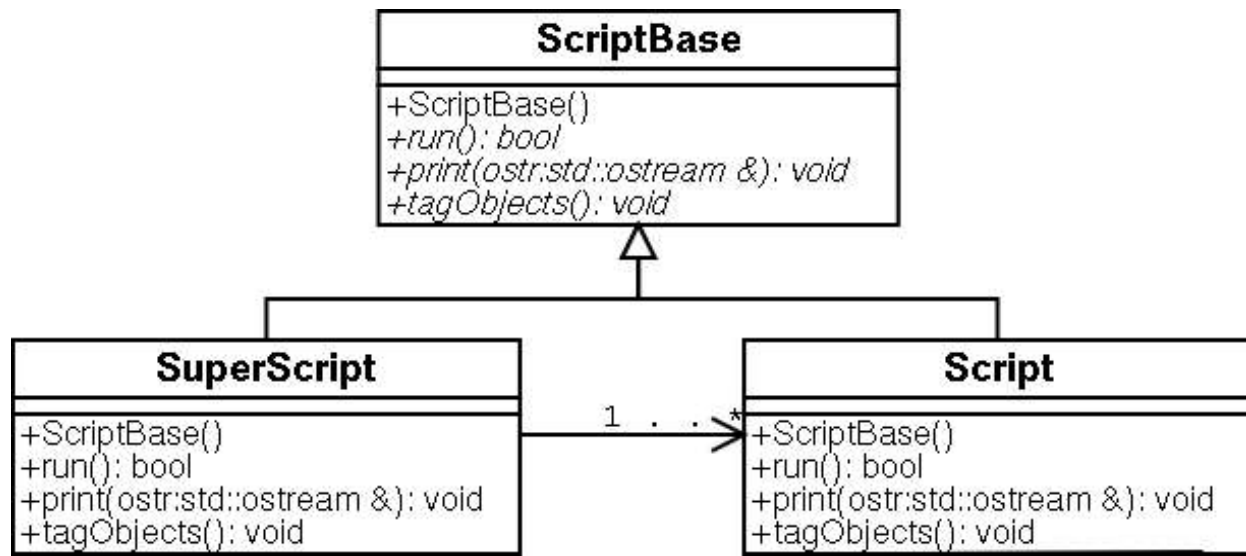 ScriptBase
+ScriptBase()
+run(): bool
+print(ostr:std::ostream &): void
+tagObjects(): void
SuperScript
+ScriptBase()
+run(): bool
+print(ostr:std::ostream &): void
+tagObjects(): void
1 . . *
Script
+ScriptBase()
+run(): bool
+print(ostr:std::ostream &): void
+tagObjects(): void